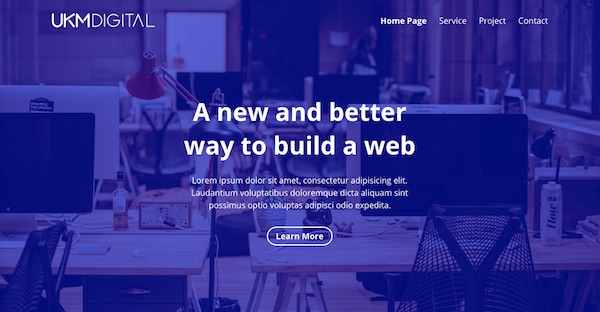 UKMDIGITAL
Home Page Service Project Contact
A new and better
way to build a web
Lorem ipsum dolor sit amet, consectetur adipisicing elit.
Laudantium voluptatibus doloremque dicta aliquam sint
possimus optio voluptas adipisci odio expedita.
Learn More